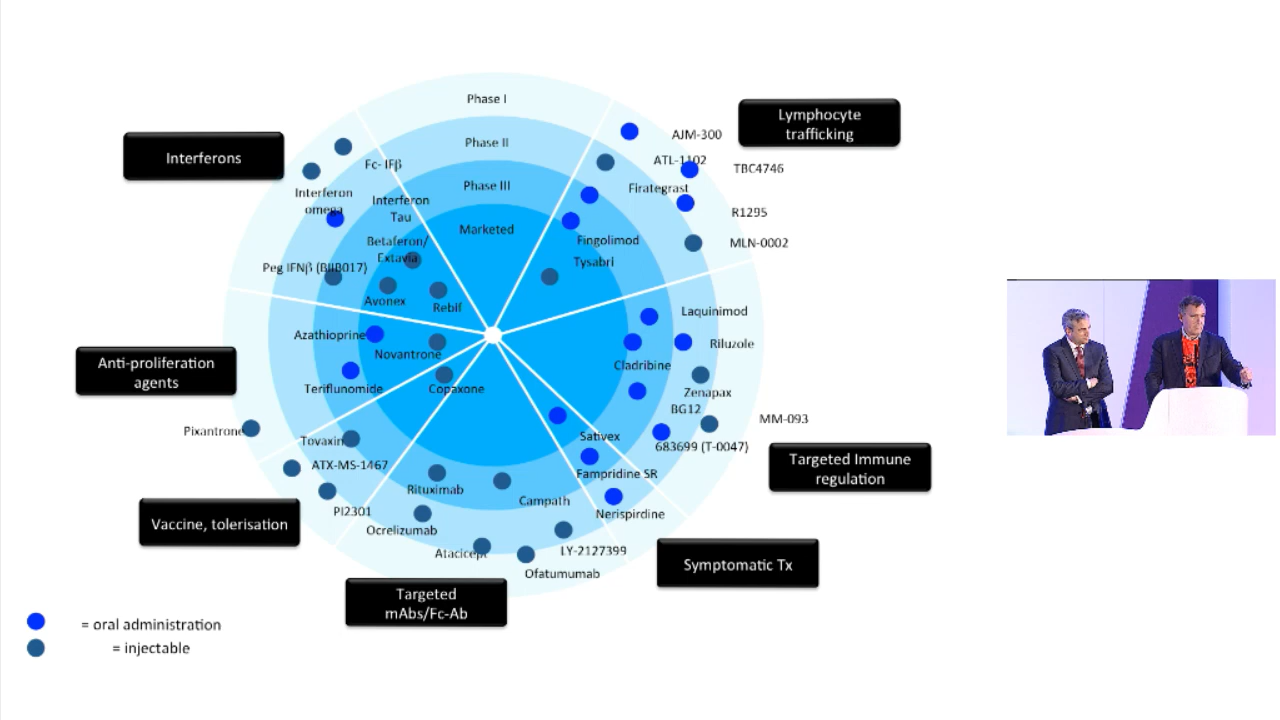 Phase I
Phase II
Phase III
Marketed
Lymphocyte
trafficking
AJM-300
ATL-1102
TBC4746
Firategrast
R1295
Fingolimod
MLN-0002
Tysabri
Interferons
Fc- IFβ
Interferon
omega
Interferon
Tau
Betaferon/
Extavia
Peg IFNβ (BIIB017)
Avonex
Rebif
Laquinimod
Riluzole
Cladribine
Zenapax
BG12
MM-093
683699 (T-0047)
Targeted Immune
regulation
Anti-proliferation
agents
Azathioprine
Novantrone
Teriflunomide
Copaxone
Pixantrone
Tovaxin
ATX-MS-1467
PI2301
Vaccine, tolerisation
Sativex
Fampridine SR
Nerispirdine
Symptomatic Tx
Rituximab
Campath
Ocrelizumab
Atacicept
LY-2127399
Ofatumumab
Targeted
mAbs/Fc-Ab
= oral administration
= injectable